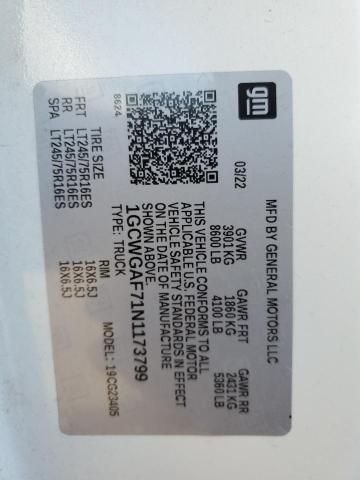 gm
MFD BY GENERAL MOTORS LLC
03/22
GVWR GAWR FRT GAWR RR
3901 KG 1860 KG 2431 KG
8600 LB 4100 LB 5360 LB
THIS VEHICLE CONFORMS TO ALL
APPLICABLE U.S. FEDERAL MOTOR
VEHICLE SAFETY STANDARDS IN EFFECT
ON THE DATE OF MANUFACTURE
SHOWN ABOVE.
1GCWGAF71N1173799
TYPE: TRUCK
8624
MODEL: 19CG23405
TIRE SIZE RIM
FRT LT245/75R16ES 16X6.5J
RR LT245/75R16ES 16X6.5J
SPA LT245/75R16ES 16X6.5J